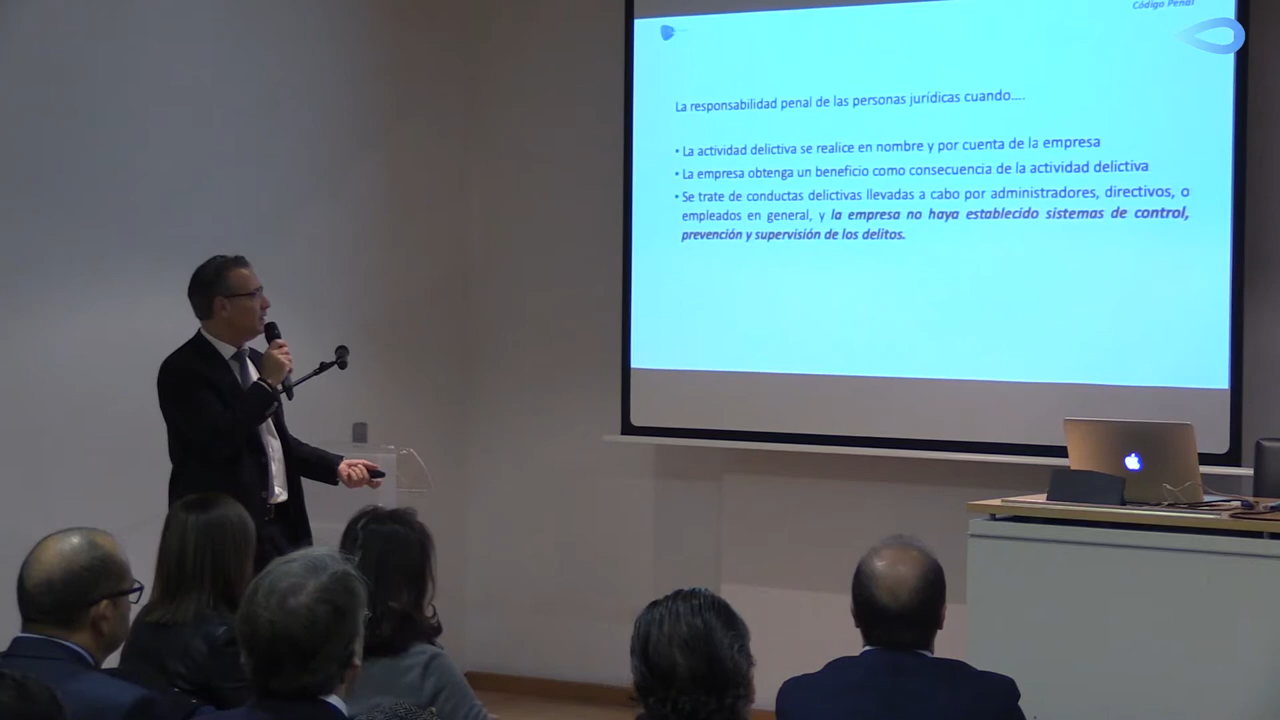 Código Penal
La responsabilidad penal de las personas jurídicas cuando....
• La actividad delictiva se realice en nombre y por cuenta de la empresa
• La empresa obtenga un beneficio como consecuencia de la actividad delictiva
• Se trate de conductas delictivas llevadas a cabo por administradores, directivos, o
empleados en general, y la empresa no haya establecido sistemas de control,
prevención y supervisión de los delitos.